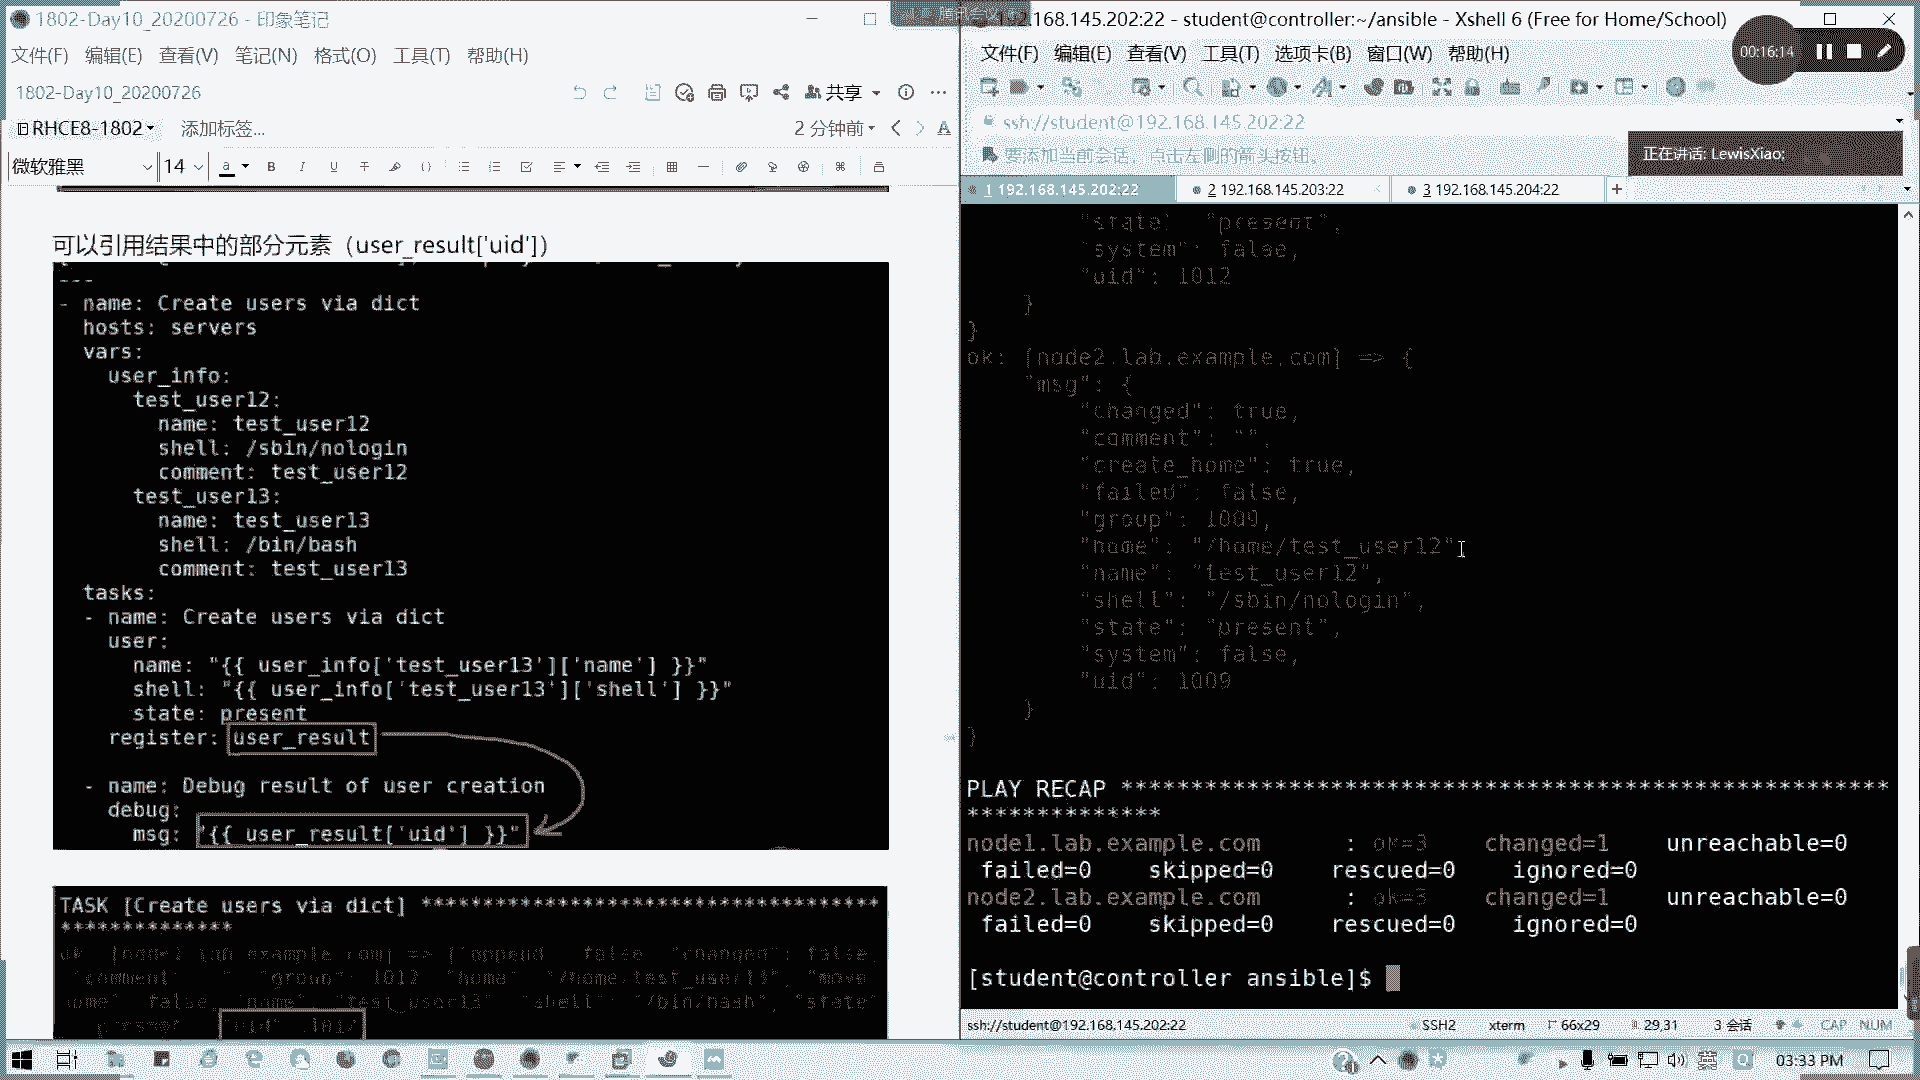 1802-Day10_20200726 - 印象笔记
文件(F) 编辑(E) 查看(V) 笔记(N) 格式(O) 工具(T) 帮助(H)
1802-Day10_20200726
共享
RHCE8-1802
添加标签...
2 分钟前
微软雅黑 14
可以引用结果中的部分元素（user_result['uid']）
---
- name: Create users via dict
hosts: servers
vars:
user_info:
test_user12:
name: test_user12
shell: /sbin/nologin
comment: test_user12
test_user13:
name: test_user13
shell: /bin/bash
comment: test_user13
tasks:
- name: Create users via dict
user:
name: "{{ user_info['test_user13']['name'] }}"
shell: "{{ user_info['test_user13']['shell'] }}"
state: present
register: user_result
- name: Debug result of user creation
debug:
msg: "{{ user_result['uid'] }}"
TASK [Create users via dict] *********************************
**************
"comment" "group": 1012 "home" "/home/test_user13", "move
ome" false, "name": "test_user13" "shell": "/bin/bash", "state"
192.168.145.202:22 - student@controller:~/ansible - Xshell 6 (Free for Home/School)
文件(F) 编辑(E) 查看(V) 工具(T) 选项卡(B) 窗口(W) 帮助(H)
00:16:14
ssh://student@192.168.145.202:22
要添加当前会话，点击左侧的箭头按钮。
正在讲话: LewisXiao;
1 192.168.145.202:22
2 192.168.145.203:22
3 192.168.145.204:22
"state": "present",
"system": false,
"uid": 1012
}
}
ok: [node2.lab.example.com] => {
"msg": {
"changed": true,
"comment": "",
"create_home": true,
"failed": false,
"group": 1009,
"home": "/home/test_user12",
"name": "test_user12",
"shell": "/sbin/nologin",
"state": "present",
"system": false,
"uid": 1009
}
}
PLAY RECAP *******************************************************
**************
node1.lab.example.com : ok=3 changed=1 unreachable=0
failed=0 skipped=0 rescued=0 ignored=0
node2.lab.example.com : ok=3 changed=1 unreachable=0
failed=0 skipped=0 rescued=0 ignored=0
[student@controller ansible]$
ssh://student@192.168.145.202:22
SSH2 xterm 66x29 29,31 3 会话 CAP NUM
英
03:33 PM